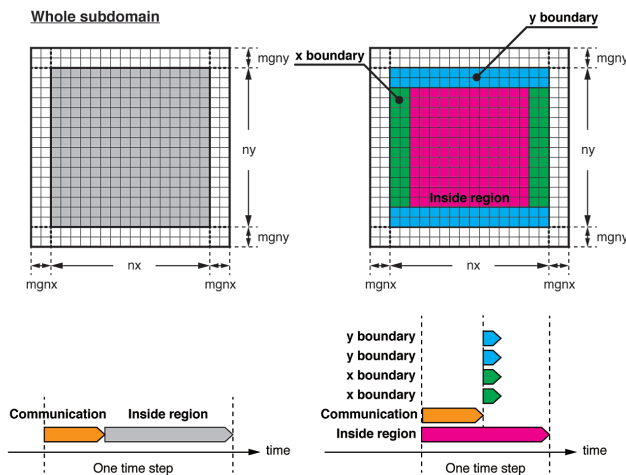 Whole subdomain
y boundary
x boundary
mgny
ny
mgny
mgnx
nx
mgnx
mgny
ny
mgny
Inside region
mgnx
nx
mgnx
Communication
Inside region
time
One time step
y boundary
y boundary
x boundary
x boundary
Communication
Inside region
time
One time step